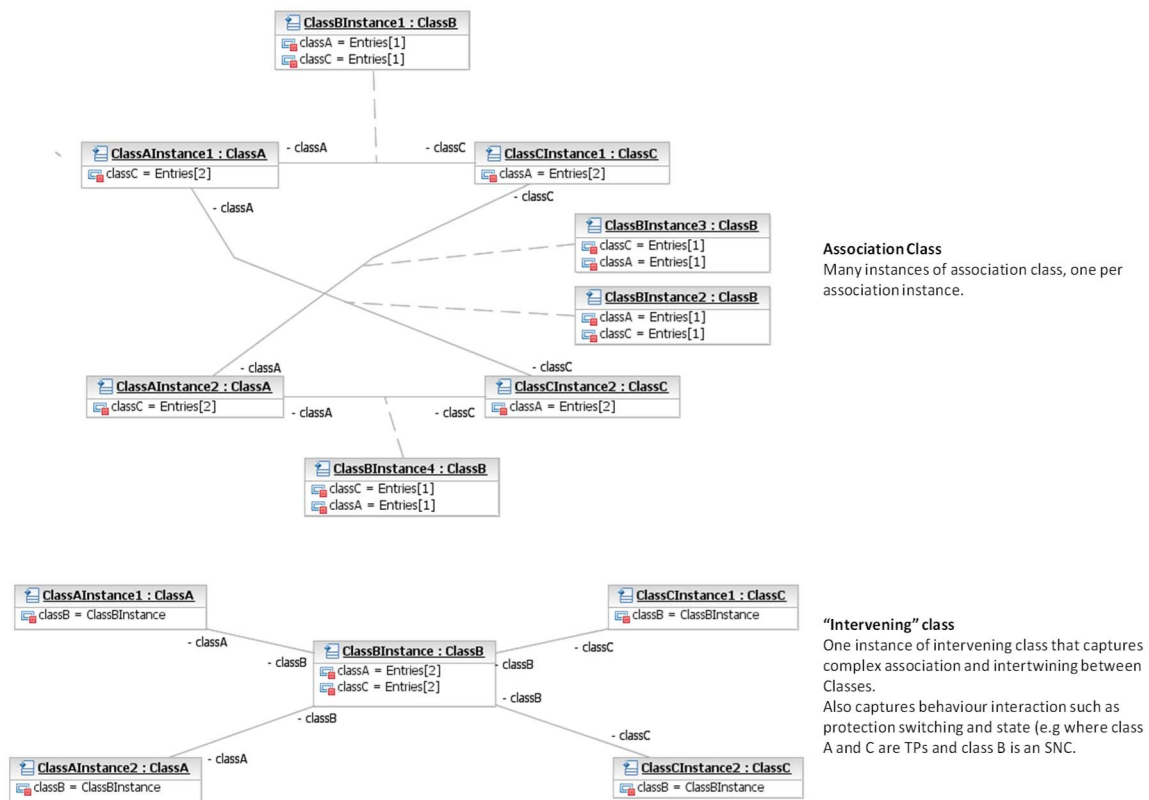 ClassBInstance1 : ClassB
classA = Entries[1]
classC = Entries[1]
ClassAInstance1 : ClassA
classC = Entries[2]
- classA
- classC
ClassCInstance1 : ClassC
classA = Entries[2]
- classA
- classC
ClassBInstance3 : ClassB
classC = Entries[1]
classA = Entries[1]
ClassBInstance2 : ClassB
classA = Entries[1]
classC = Entries[1]
Association Class
Many instances of association class, one per
association instance.
- classA
- classC
ClassAInstance2 : ClassA
classC = Entries[2]
- classA
- classC
ClassCInstance2 : ClassC
classA = Entries[2]
ClassBInstance4 : ClassB
classC = Entries[1]
classA = Entries[1]
ClassAInstance1 : ClassA
classB = ClassBInstance
ClassCInstance1 : ClassC
classB = ClassBInstance
- classA
- classB
ClassBInstance : ClassB
classA = Entries[2]
classC = Entries[2]
- classC
- classB
- classB
- classB
- classA
- classC
ClassAInstance2 : ClassA
classB = ClassBInstance
ClassCInstance2 : ClassC
classB = ClassBInstance
“Intervening” class
One instance of intervening class that captures
complex association and intertwining between
Classes.
Also captures behaviour interaction such as
protection switching and state (e.g where class
A and C are TPs and class B is an SNC.